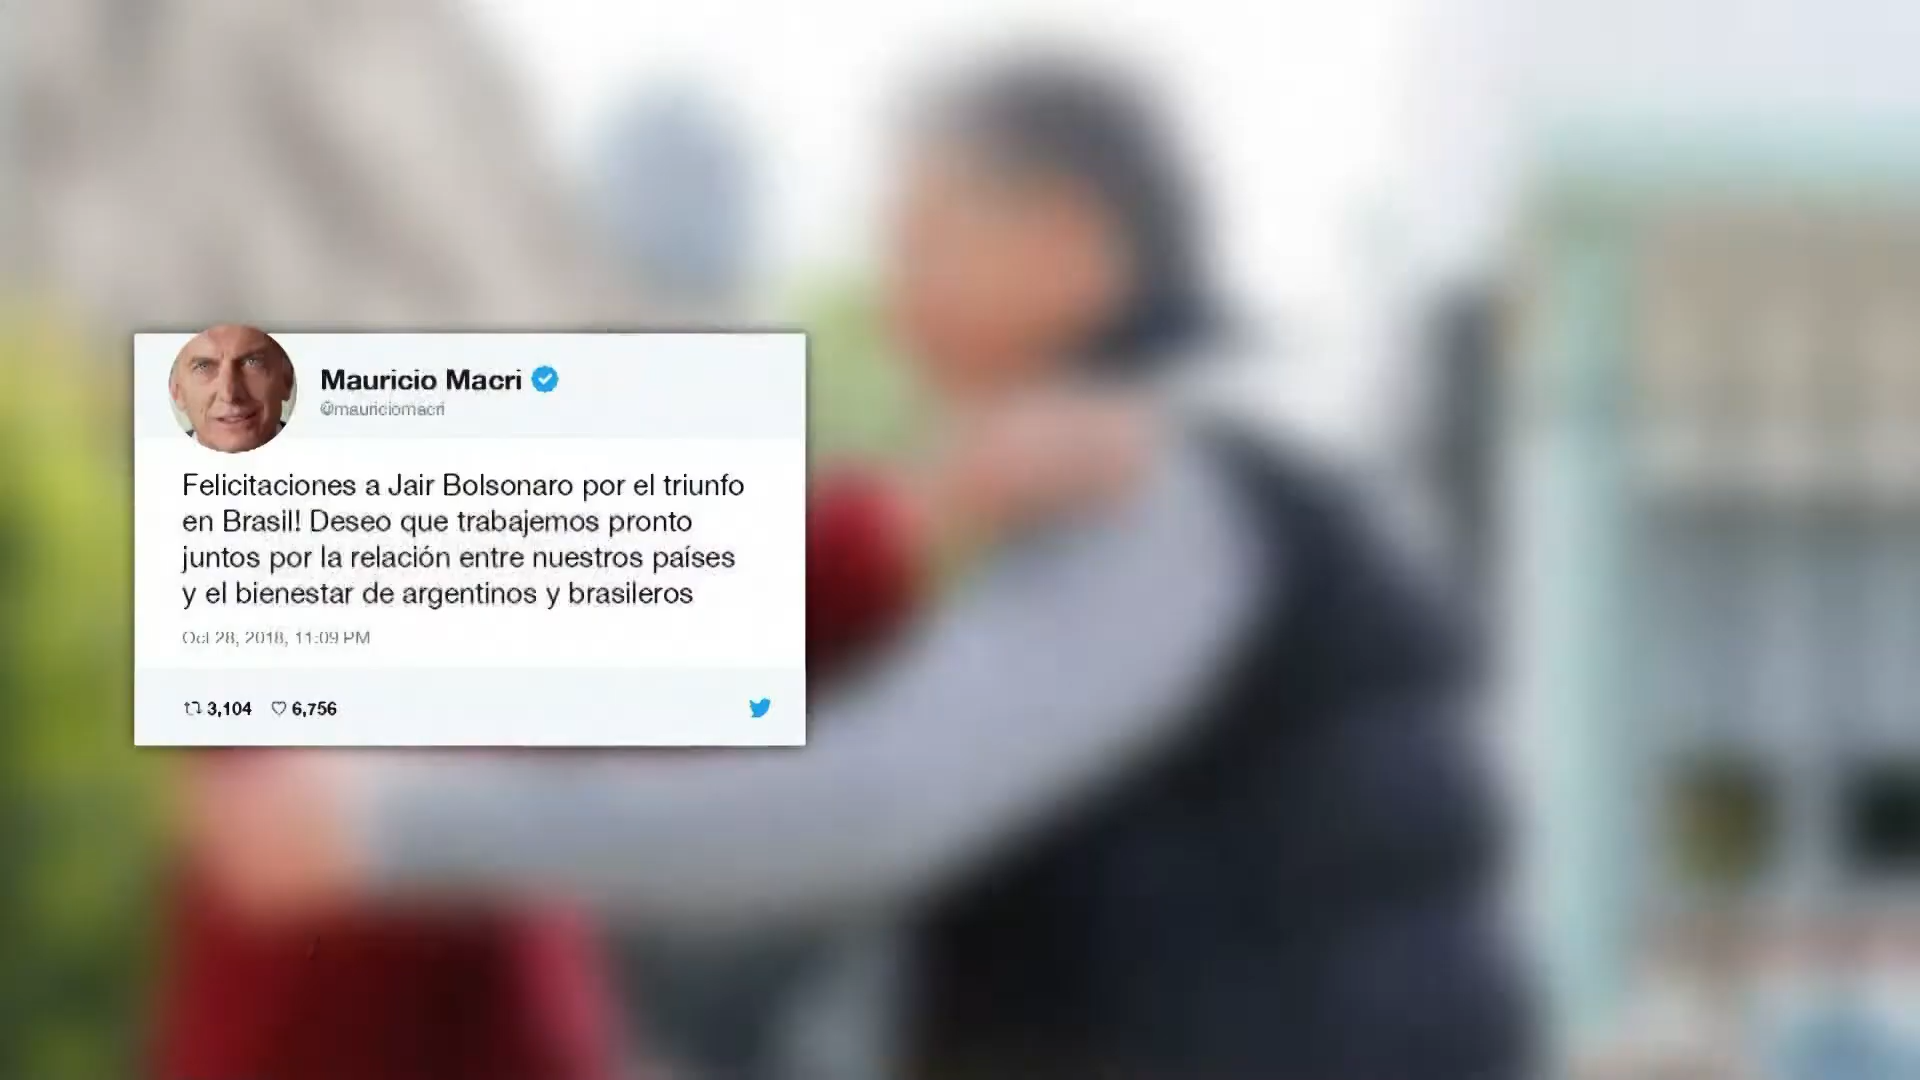 Mauricio Macri
@mauriciomacri
Felicitaciones a Jair Bolsonaro por el triunfo
en Brasil! Deseo que trabajemos pronto
juntos por la relación entre nuestros países
y el bienestar de argentinos y brasileros
Oct 28, 2018, 11:09 PM
3,104 6,756